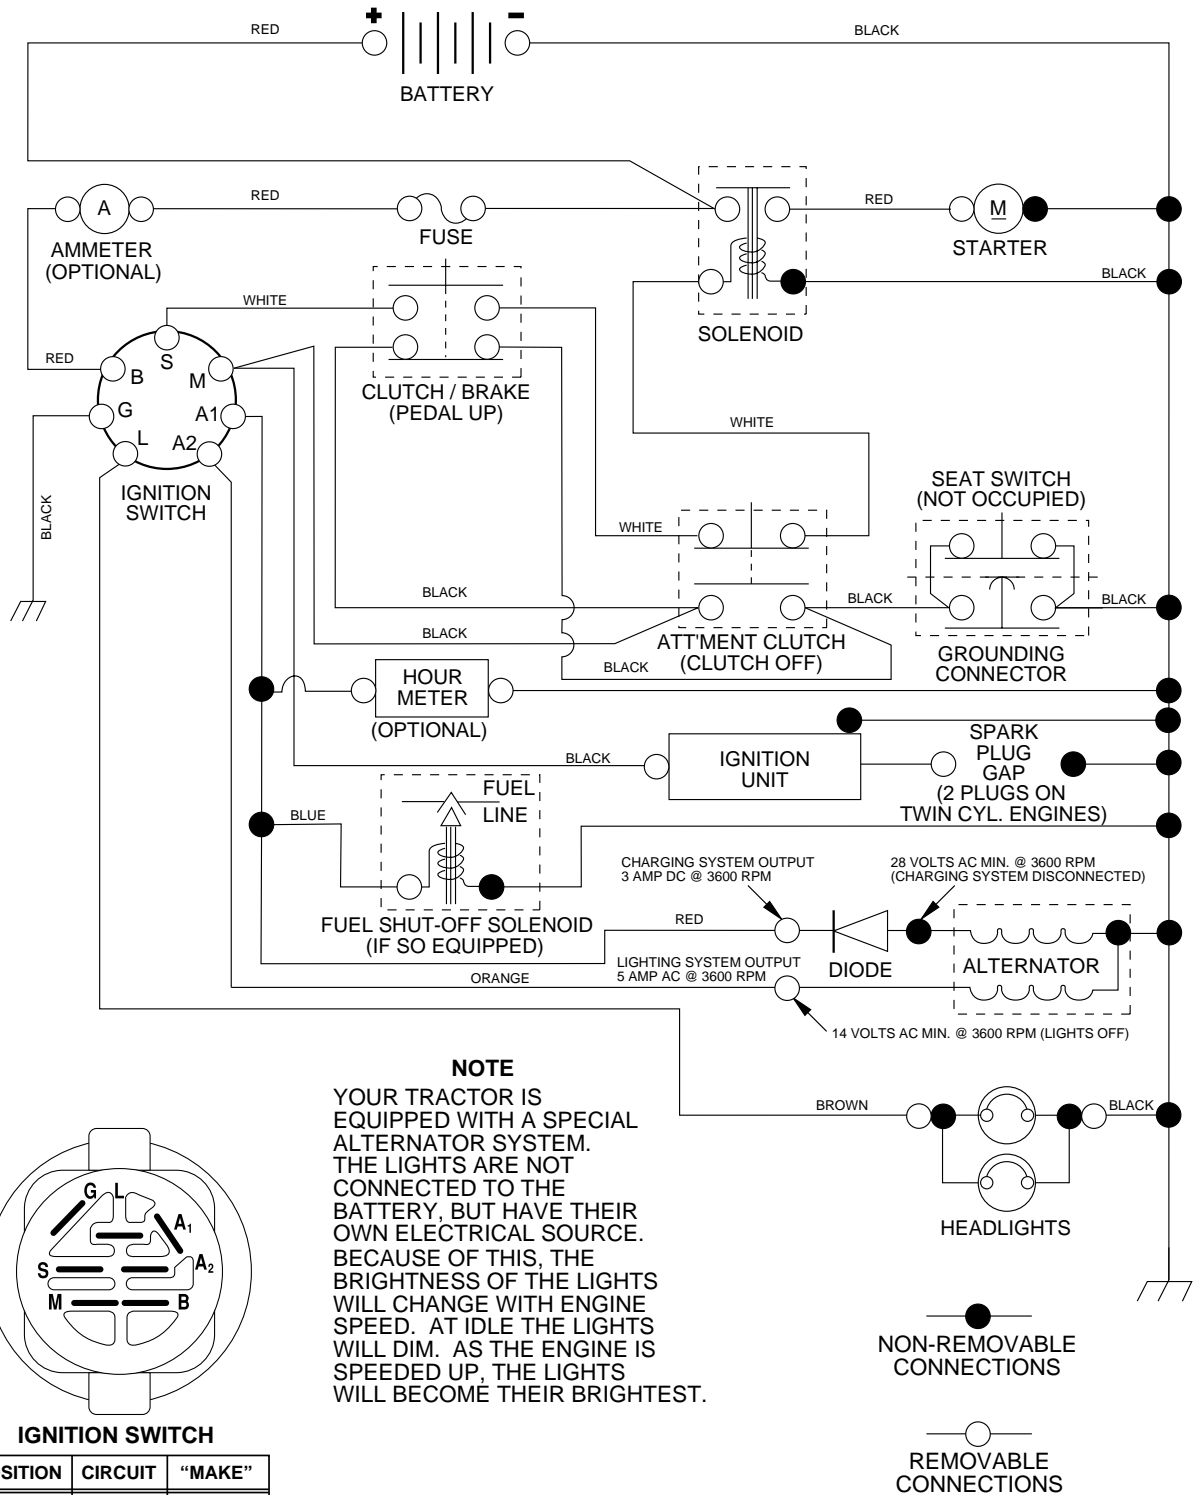 + −
RED
BLACK
BATTERY
A
RED
RED
M
AMMETER
(OPTIONAL)
FUSE
STARTER
BLACK
WHITE
SOLENOID
RED
S
B
M
CLUTCH / BRAKE
(PEDAL UP)
G
A1
WHITE
L
A2
IGNITION
SWITCH
BLACK
SEAT SWITCH
(NOT OCCUPIED)
WHITE
BLACK
BLACK
BLACK
BLACK
ATT'MENT CLUTCH
(CLUTCH OFF)
BLACK
GROUNDING
CONNECTOR
HOUR
METER
(OPTIONAL)
BLACK
IGNITION
UNIT
SPARK
PLUG
GAP
(2 PLUGS ON
TWIN CYL. ENGINES)
FUEL
LINE
BLUE
CHARGING SYSTEM OUTPUT
3 AMP DC @ 3600 RPM
28 VOLTS AC MIN. @ 3600 RPM
(CHARGING SYSTEM DISCONNECTED)
FUEL SHUT-OFF SOLENOID
(IF SO EQUIPPED)
RED
LIGHTING SYSTEM OUTPUT
5 AMP AC @ 3600 RPM
DIODE
ALTERNATOR
ORANGE
14 VOLTS AC MIN. @ 3600 RPM (LIGHTS OFF)
NOTE
YOUR TRACTOR IS
EQUIPPED WITH A SPECIAL
ALTERNATOR SYSTEM.
THE LIGHTS ARE NOT
CONNECTED TO THE
BATTERY, BUT HAVE THEIR
OWN ELECTRICAL SOURCE.
BECAUSE OF THIS, THE
BRIGHTNESS OF THE LIGHTS
WILL CHANGE WITH ENGINE
SPEED. AT IDLE THE LIGHTS
WILL DIM. AS THE ENGINE IS
SPEEDED UP, THE LIGHTS
WILL BECOME THEIR BRIGHTEST.
BROWN
BLACK
HEADLIGHTS
G
L
A1
S
A2
M
B
IGNITION SWITCH
SITION CIRCUIT “MAKE”
NON-REMOVABLE
CONNECTIONS
REMOVABLE
CONNECTIONS